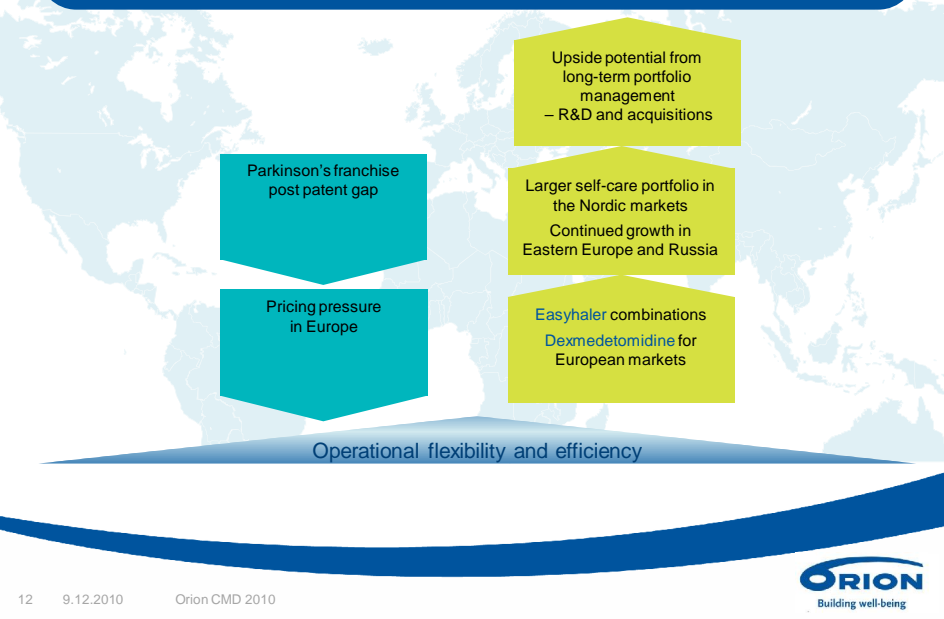 Upside potential from
long-term portfolio
management
– R&D and acquisitions
Parkinson's franchise
post patent gap
Larger self-care portfolio in
the Nordic markets
Continued growth in
Eastern Europe and Russia
Pricing pressure
in Europe
Easyhaler combinations
Dexmedetomidine for
European markets
Operational flexibility and efficiency
12 9.12.2010 Orion CMD 2010
ORION
Building well-being